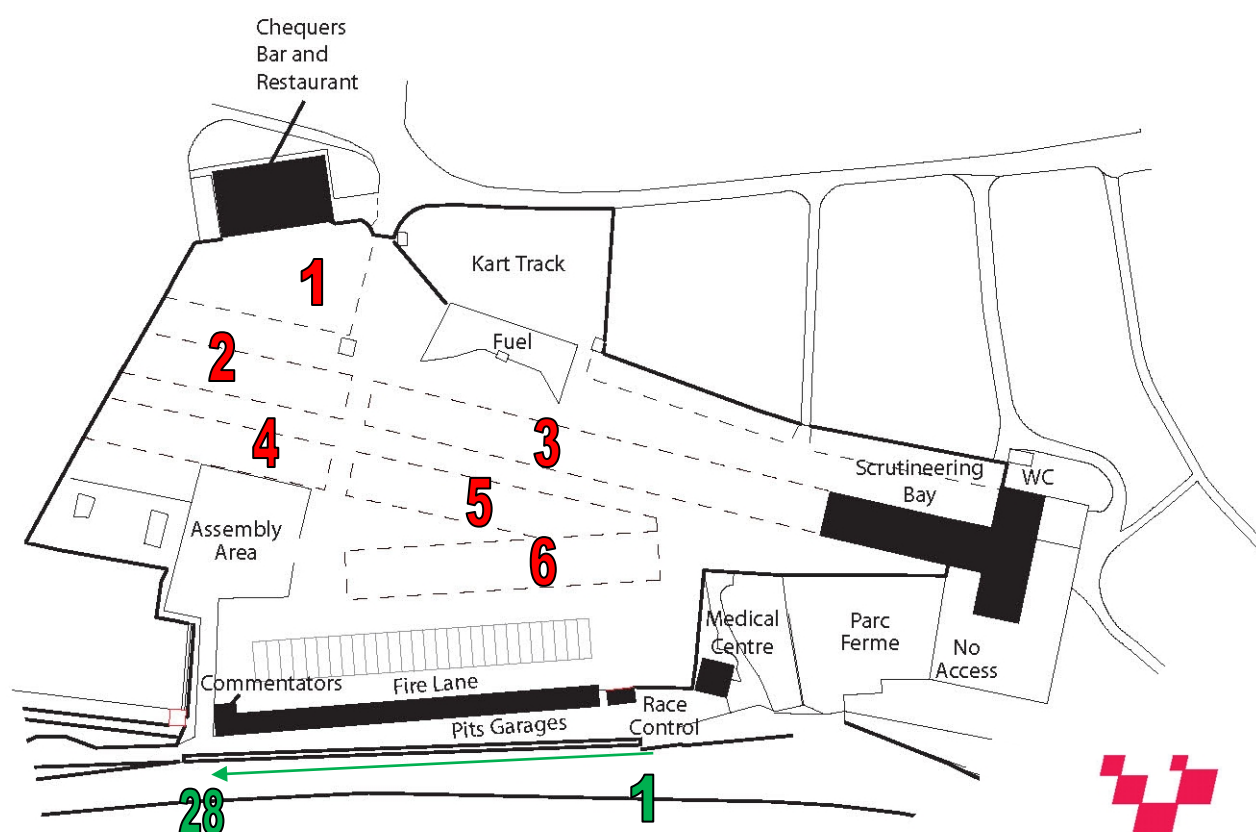 Chequers
Bar and
Restaurant
Kart Track
1
Fuel
2
3
4
Scrutineering
Bay
WC
5
Assembly
Area
6
Medical
Centre
Parc
Ferme
No
Access
Commentators
Fire Lane
Race
Control
Pits Garages
28
1